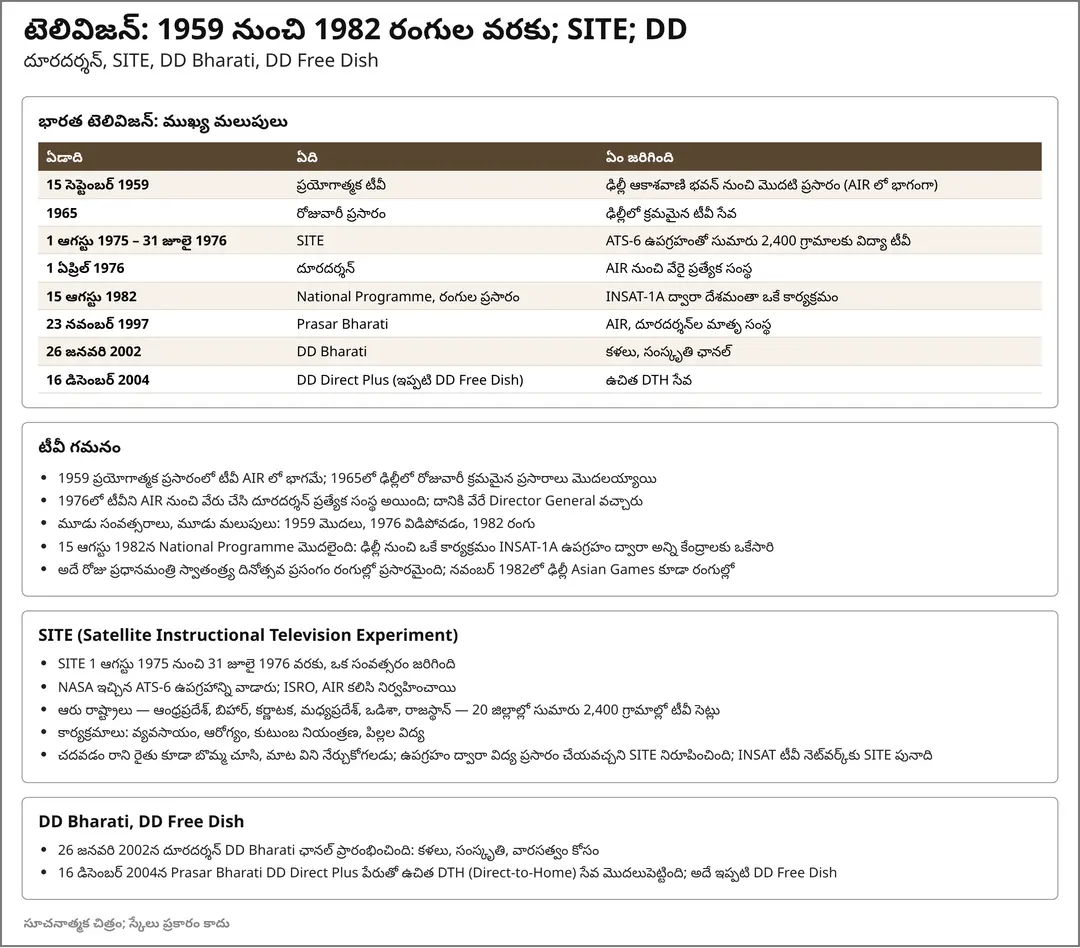 టెలివిజన్: 1959 నుంచి 1982 రంగుల వరకు; SITE; DD
దూరదర్శన్, SITE, DD Bharati, DD Free Dish
భారత టెలివిజన్: ముఖ్య మలుపులు
ఏడాది ఏది ఏం జరిగింది
15 సెప్టెంబర్ 1959 ప్రయోగాత్మక టీవీ ఢిల్లీ ఆకాశవాణి భవన్ నుంచి మొదటి ప్రసారం (AIR లో భాగంగా)
1965 రోజువారీ ప్రసారం ఢిల్లీలో క్రమమైన టీవీ సేవ
1 ఆగస్టు 1975 – 31 జూలై 1976 SITE ATS-6 ఉపగ్రహంతో సుమారు 2,400 గ్రామాలకు విద్యా టీవీ
1 ఏప్రిల్ 1976 దూరదర్శన్ AIR నుంచి వేరై ప్రత్యేక సంస్థ
15 ఆగస్టు 1982 National Programme, రంగుల ప్రసారం INSAT-1A ద్వారా దేశమంతా ఒకే కార్యక్రమం
23 నవంబర్ 1997 Prasar Bharati AIR, దూరదర్శన్‌ల మాతృ సంస్థ
26 జనవరి 2002 DD Bharati కళలు, సంస్కృతి ఛానల్
16 డిసెంబర్ 2004 DD Direct Plus (ఇప్పటి DD Free Dish) ఉచిత DTH సేవ
టీవీ గమనం
• 1959 ప్రయోగాత్మక ప్రసారంలో టీవీ AIR లో భాగమే; 1965లో ఢిల్లీలో రోజువారీ క్రమమైన ప్రసారాలు మొదలయ్యాయి
• 1976లో టీవీని AIR నుంచి వేరు చేసి దూరదర్శన్ ప్రత్యేక సంస్థ అయింది; దానికి వేరే Director General వచ్చారు
• మూడు సంవత్సరాలు, మూడు మలుపులు: 1959 మొదలు, 1976 విడిపోవడం, 1982 రంగు
• 15 ఆగస్టు 1982న National Programme మొదలైంది: ఢిల్లీ నుంచి ఒకే కార్యక్రమం INSAT-1A ఉపగ్రహం ద్వారా అన్ని కేంద్రాలకు ఒకేసారి
• అదే రోజు ప్రధానమంత్రి స్వాతంత్ర్య దినోత్సవ ప్రసంగం రంగుల్లో ప్రసారమైంది; నవంబర్ 1982లో ఢిల్లీ Asian Games కూడా రంగుల్లో
SITE (Satellite Instructional Television Experiment)
• SITE 1 ఆగస్టు 1975 నుంచి 31 జూలై 1976 వరకు, ఒక సంవత్సరం జరిగింది
• NASA ఇచ్చిన ATS-6 ఉపగ్రహాన్ని వాడారు; ISRO, AIR కలిసి నిర్వహించాయి
• ఆరు రాష్ట్రాలు — ఆంధ్రప్రదేశ్, బిహార్, కర్ణాటక, మధ్యప్రదేశ్, ఒడిశా, రాజస్థాన్ — 20 జిల్లాల్లో సుమారు 2,400 గ్రామాల్లో టీవీ సెట్లు
• కార్యక్రమాలు: వ్యవసాయం, ఆరోగ్యం, కుటుంబ నియంత్రణ, పిల్లల విద్య
• చదవడం రాని రైతు కూడా బొమ్మ చూసి, మాట విని నేర్చుకోగలడు; ఉపగ్రహం ద్వారా విద్య ప్రసారం చేయవచ్చని SITE నిరూపించింది; INSAT టీవీ నెట్‌వర్క్‌కు SITE పునాది
DD Bharati, DD Free Dish
• 26 జనవరి 2002న దూరదర్శన్ DD Bharati ఛానల్ ప్రారంభించింది: కళలు, సంస్కృతి, వారసత్వం కోసం
• 16 డిసెంబర్ 2004న Prasar Bharati DD Direct Plus పేరుతో ఉచిత DTH (Direct-to-Home) సేవ మొదలుపెట్టింది; అదే ఇప్పటి DD Free Dish
సూచనాత్మక చిత్రం; స్కేలు ప్రకారం కాదు